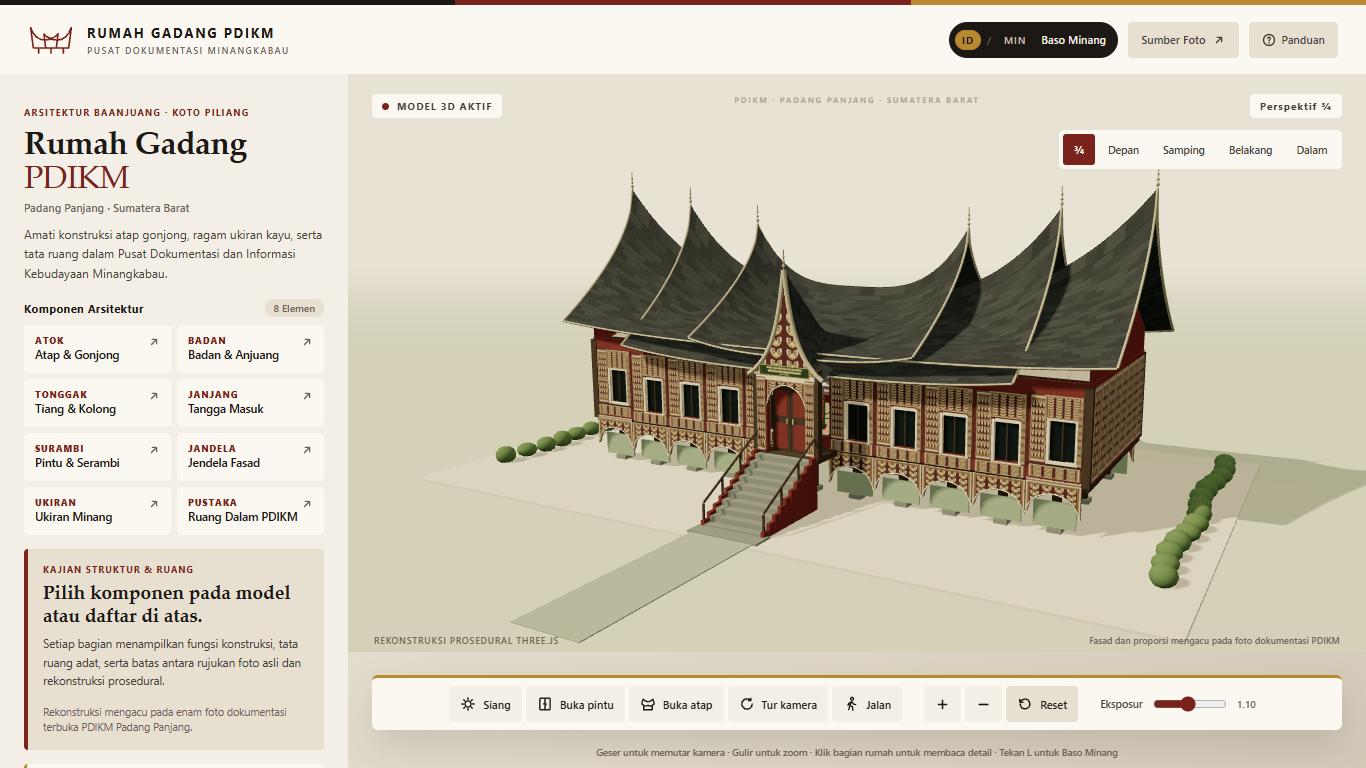 RUMAH GADANG PDIKM
PUSAT DOKUMENTASI MINANGKABAU
ID / MIN Baso Minang
Sumber Foto
Panduan
ARSITEKTUR BAANJUANG · KOTO PILIANG
Rumah Gadang
PDIKM
Padang Panjang · Sumatera Barat
Amati konstruksi atap gonjong, ragam ukiran kayu, serta
tata ruang dalam Pusat Dokumentasi dan Informasi
Kebudayaan Minangkabau.
Komponen Arsitektur
8 Elemen
ATOK
Atap & Gonjong
BADAN
Badan & Anjuang
TONGGAK
Tiang & Kolong
JANJANG
Tangga Masuk
SURAMBI
Pintu & Serambi
JANDELA
Jendela Fasad
UKIRAN
Ukiran Minang
PUSTAKA
Ruang Dalam PDIKM
KAJIAN STRUKTUR & RUANG
Pilih komponen pada model
atau daftar di atas.
Setiap bagian menampilkan fungsi konstruksi, tata
ruang adat, serta batas antara rujukan foto asli dan
rekonstruksi prosedural.
Rekonstruksi mengacu pada enam foto dokumentasi
terbuka PDIKM Padang Panjang.
MODEL 3D AKTIF
PDIKM · PADANG PANJANG · SUMATERA BARAT
Perspektif ¾
¾ Depan Samping Belakang Dalam
REKONSTRUKSI PROSEDURAL THREE.JS
Fasad dan proporsi mengacu pada foto dokumentasi PDIKM
Siang
Buka pintu
Buka atap
Tur kamera
Jalan
+
−
Reset
Eksposur
1.10
Geser untuk memutar kamera · Gulir untuk zoom · Klik bagian rumah untuk membaca detail · Tekan L untuk Baso Minang